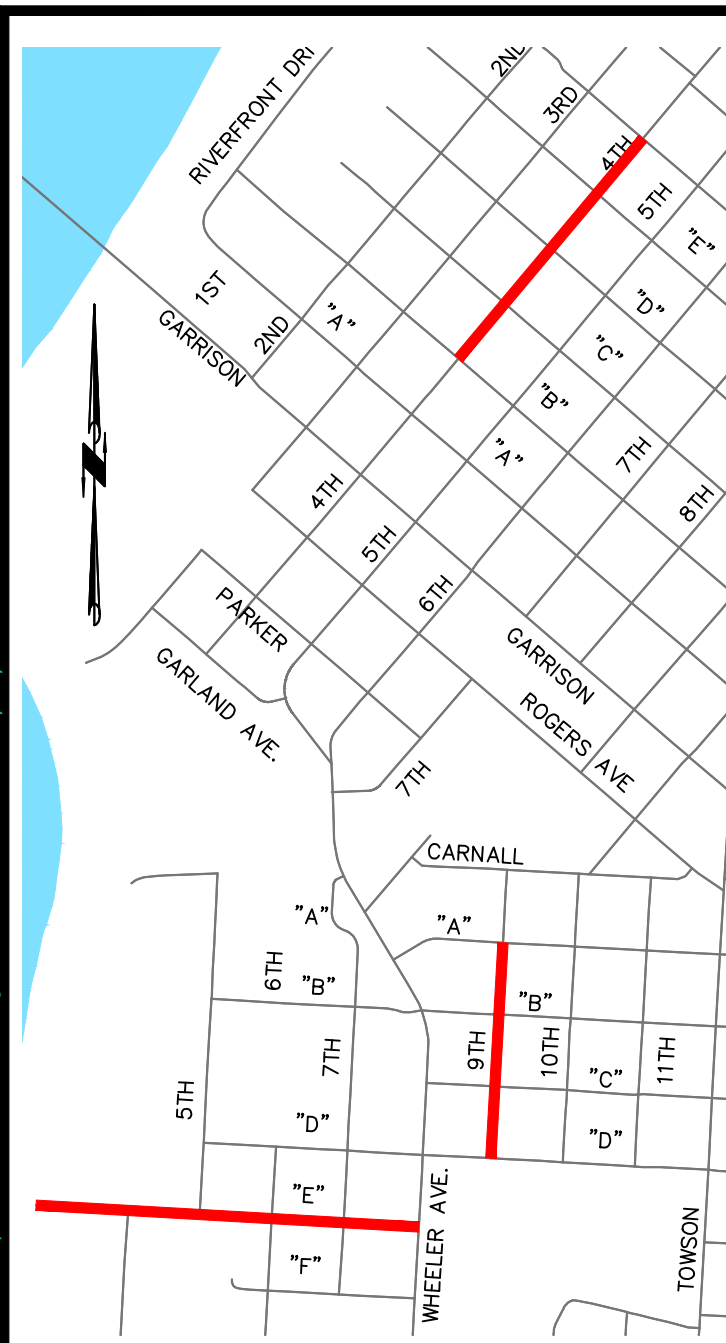 2ND
RIVERFRONT DRI
3RD
4TH
5TH
"E"
1ST
"D"
"A"
2ND
GARRISON
"C"
"B"
"A"
7TH
4TH
8TH
5TH
6TH
PARKER
GARRISON
GARLAND AVE.
ROGERS AVE
7TH
CARNALL
"A"
"A"
6TH
"B"
"B"
9TH
10TH
11TH
7TH
"C"
5TH
"D"
"D"
"E"
WHEELER AVE.
TOWSON
"F"